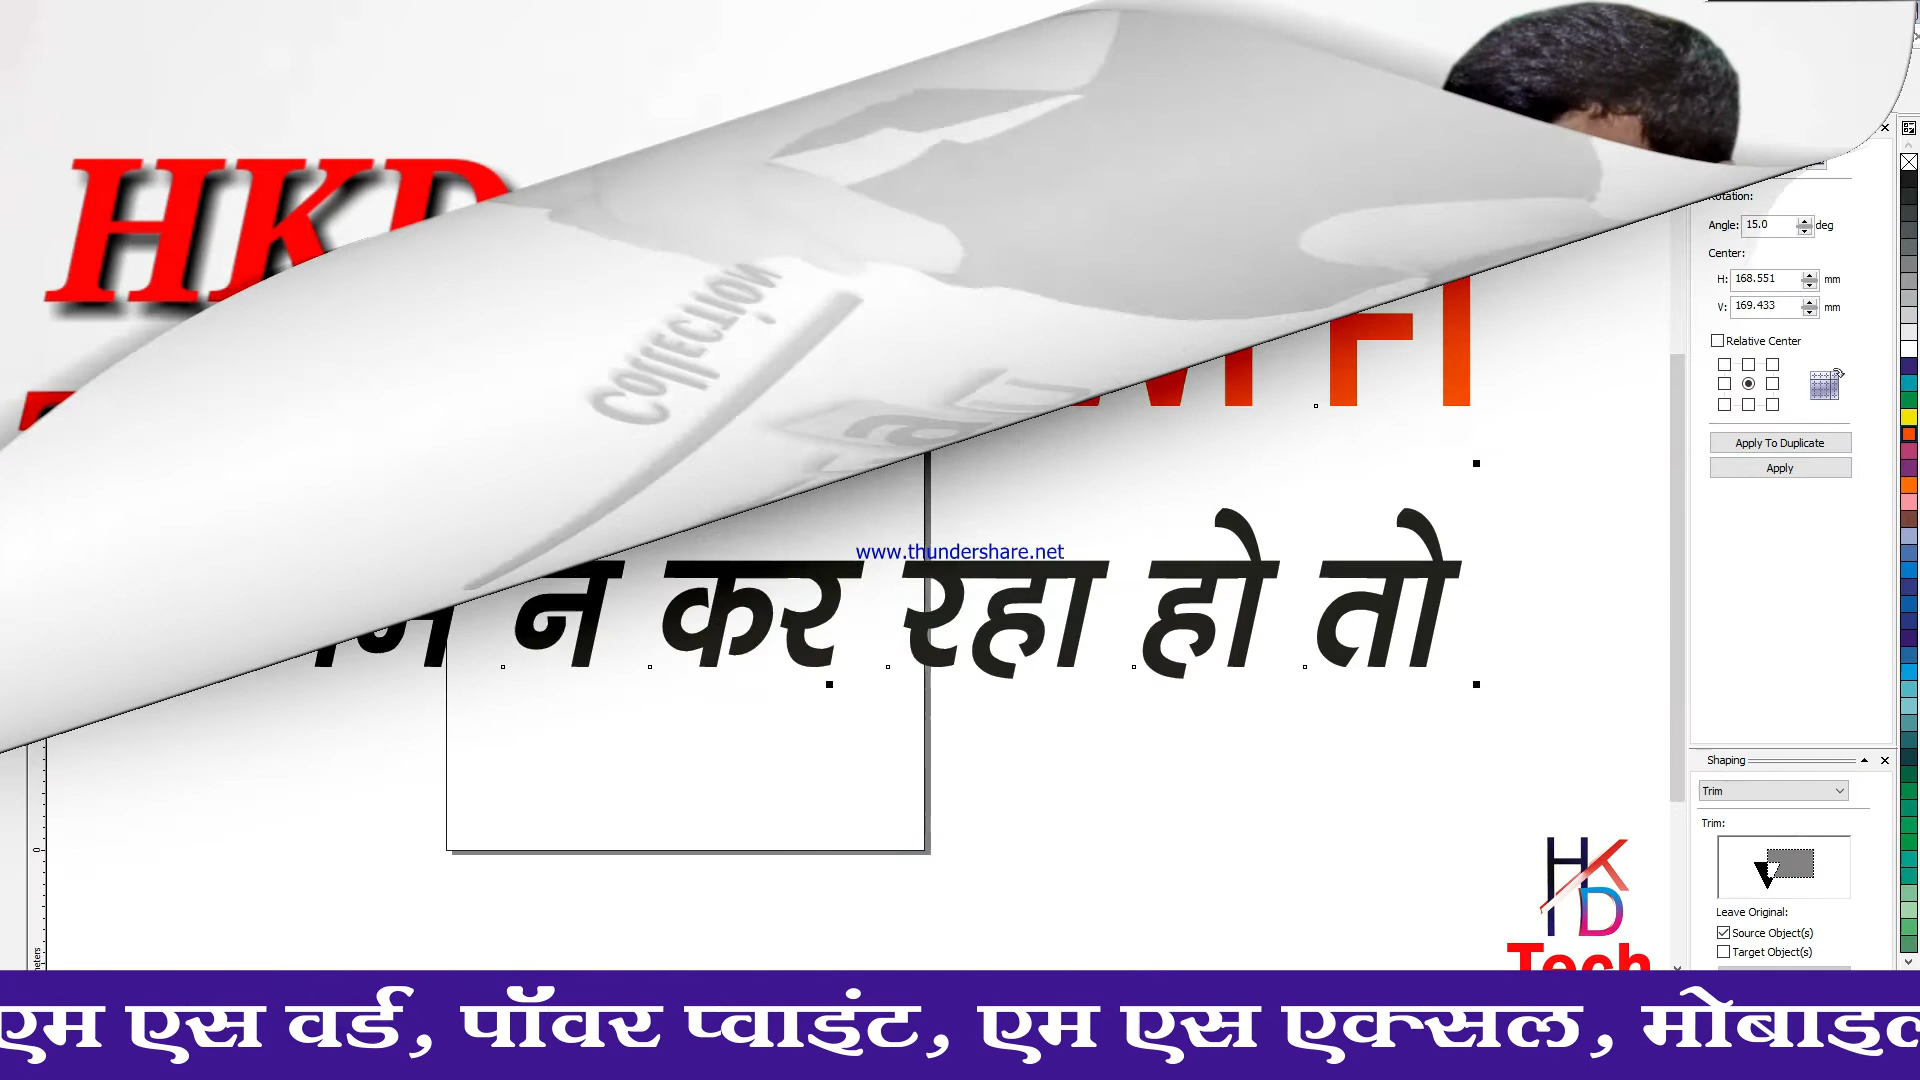 Rotation:
Angle: 15.0 deg
Center:
H: 168.551 mm
V: 169.433 mm
Relative Center
Apply To Duplicate
Apply
www.thundershare.net
न कर रहा हो तो
Shaping
Trim
Trim:
Leave Original:
Source Object(s)
Target Object(s)
HKD
Tech
एम एस वर्ड, पॉवर प्वाइंट, एम एस एक्सल, मोबाइल